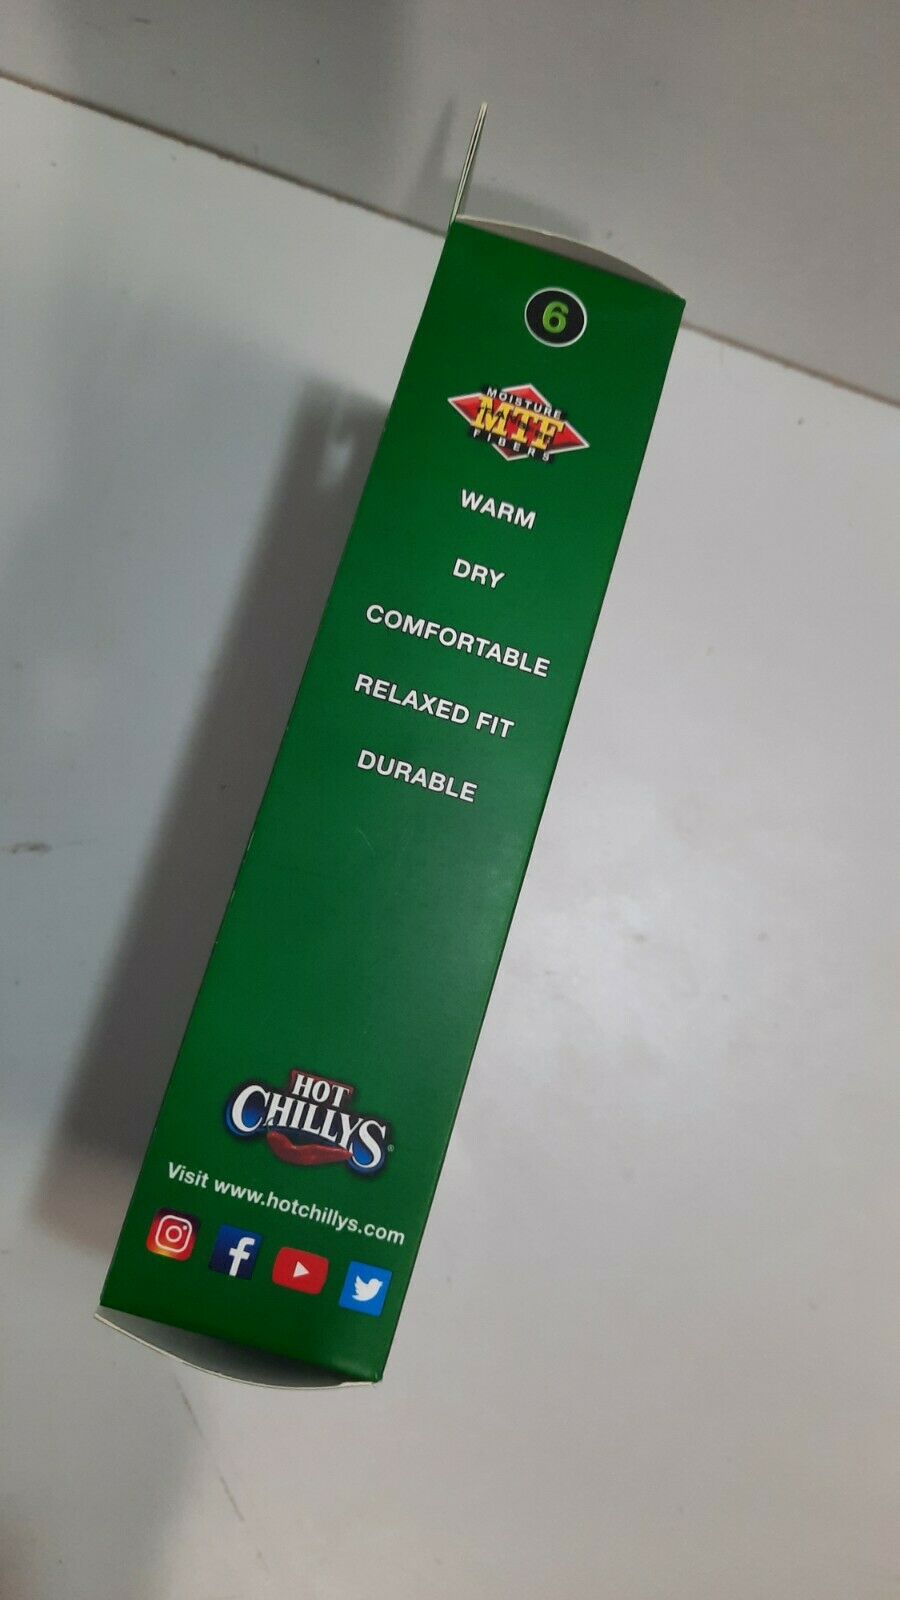 6
MOISTURE
MTF
FIBERS
WARM
DRY
COMFORTABLE
RELAXED FIT
DURABLE
HOT
CHILLYS®
Visit www.hotchillys.com
f